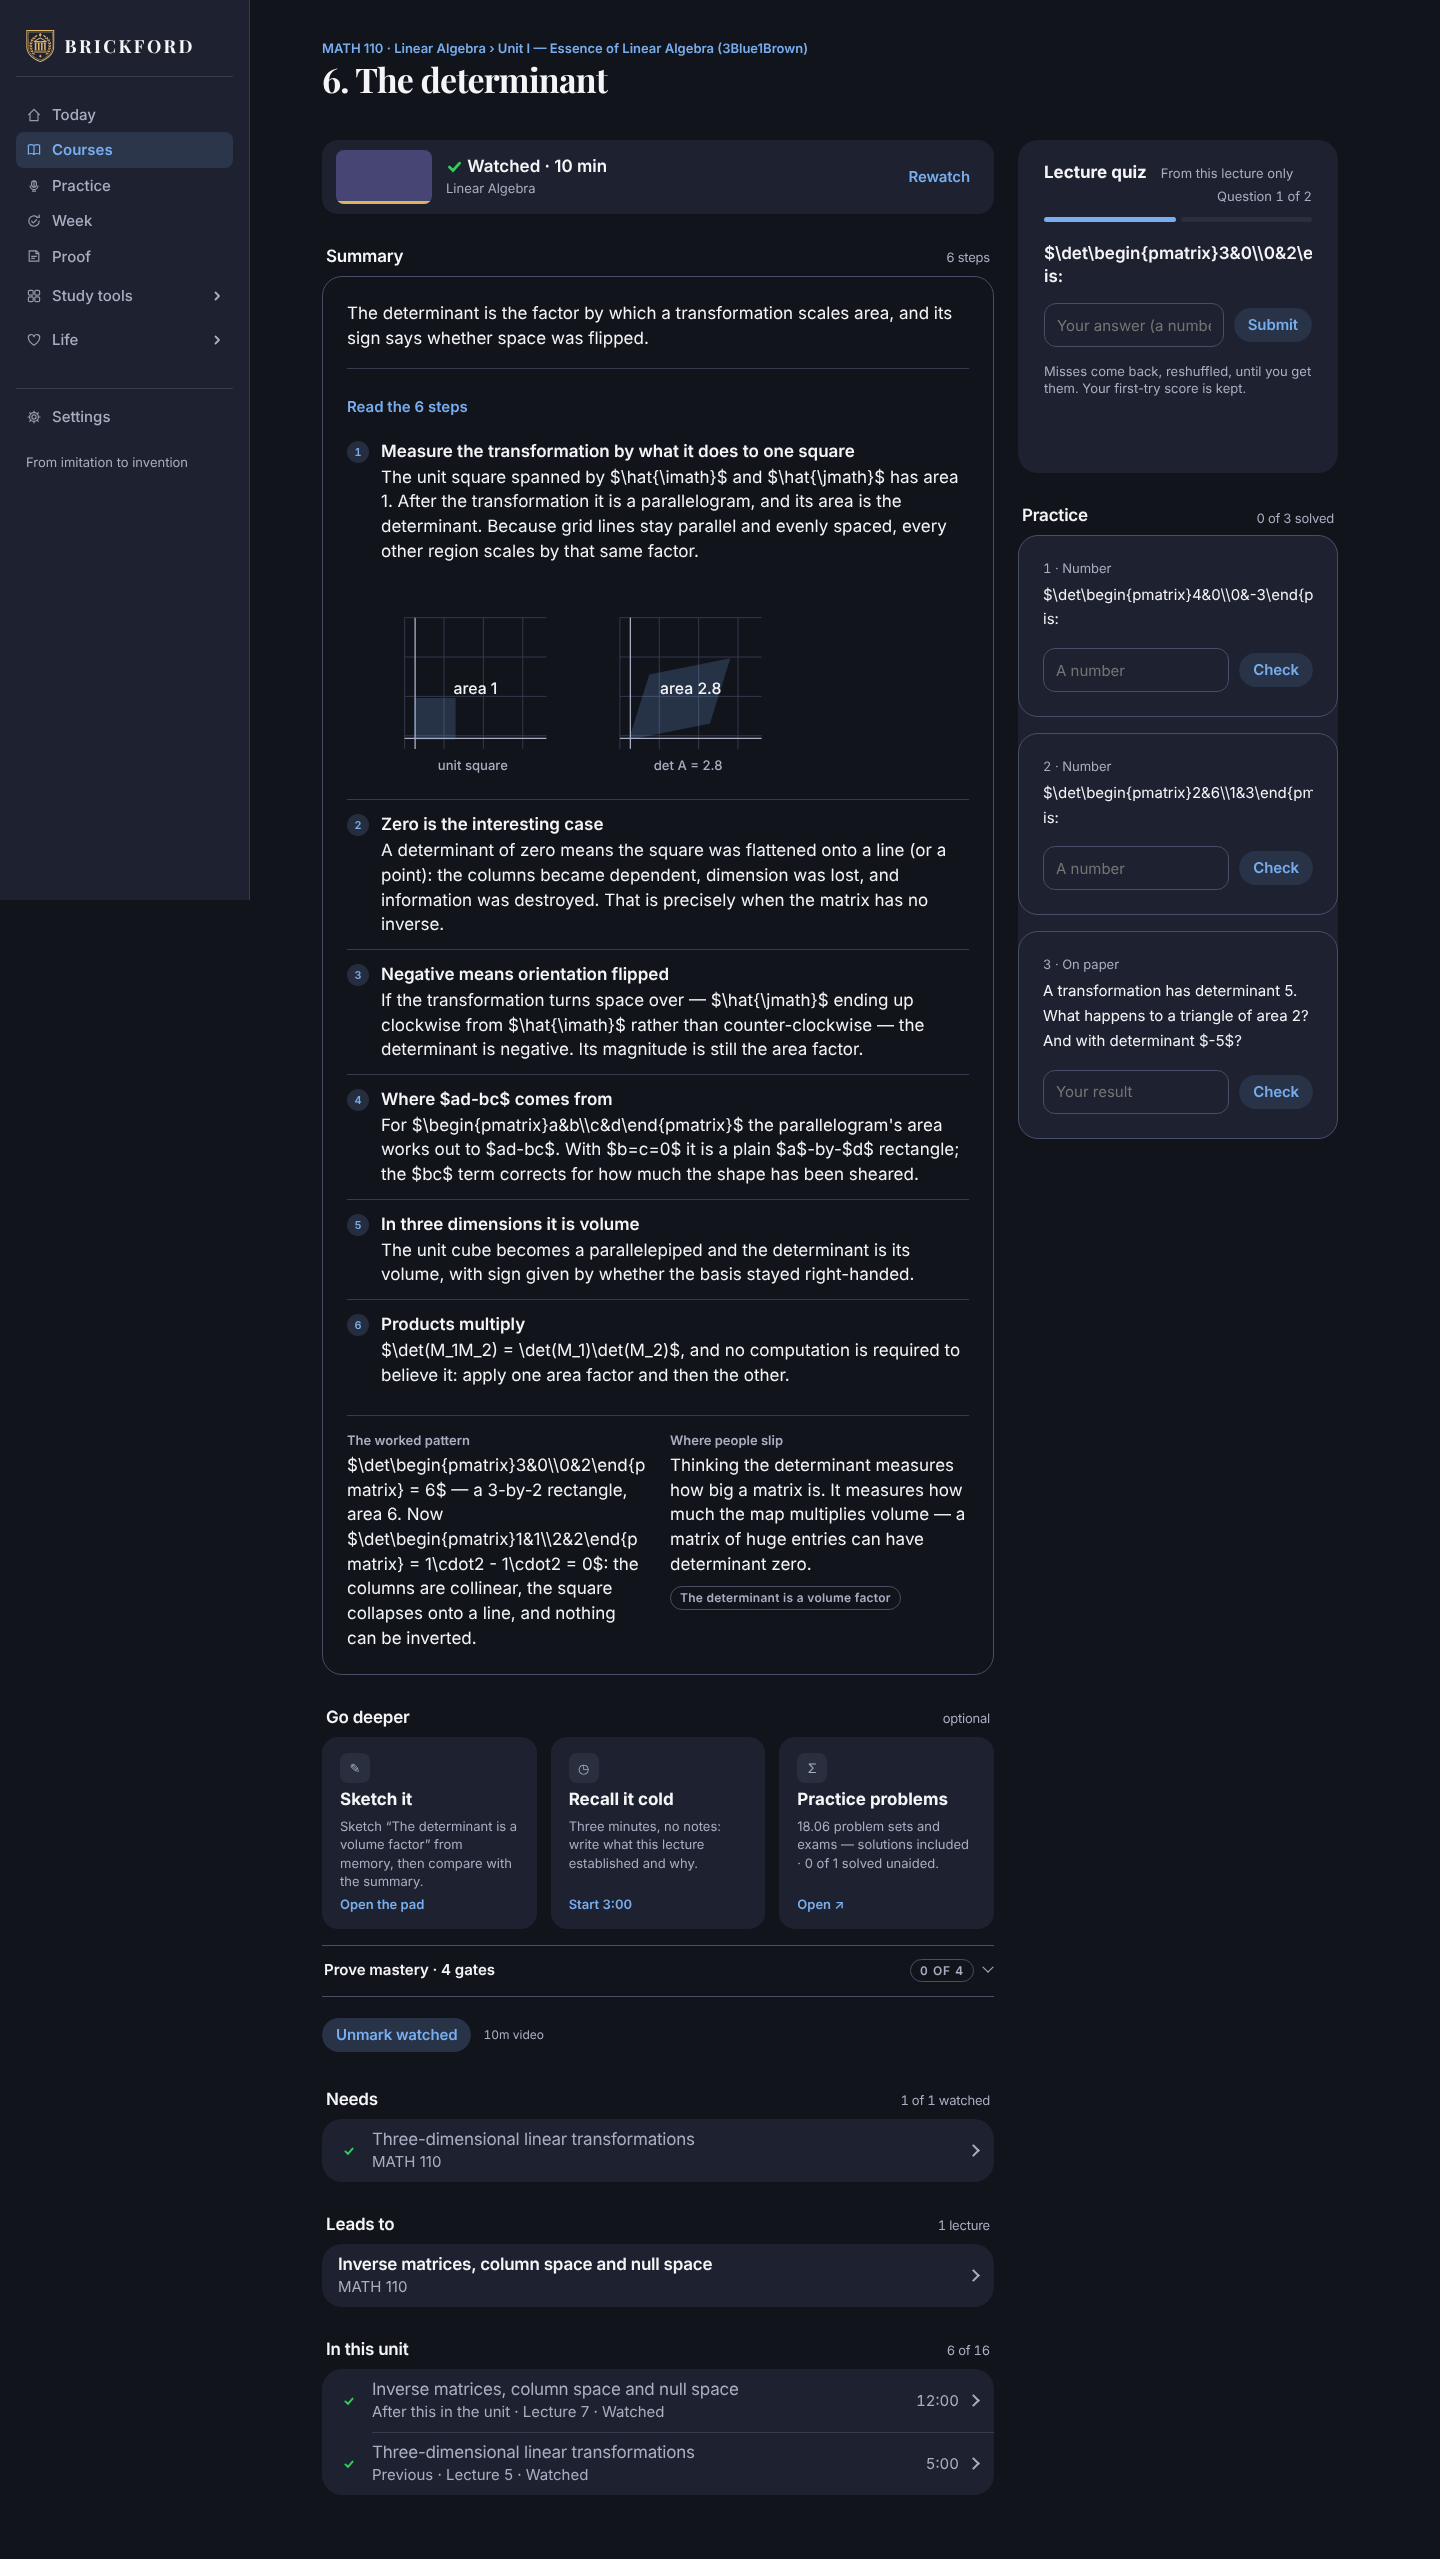 BRICKFORD
Today
Courses
Practice
Week
Proof
Study tools
Life
Settings
From imitation to invention
MATH 110 · Linear Algebra › Unit I — Essence of Linear Algebra (3Blue1Brown)
6. The determinant
Watched · 10 min
Linear Algebra
Rewatch
Summary
6 steps
The determinant is the factor by which a transformation scales area, and its
sign says whether space was flipped.
Read the 6 steps
1
Measure the transformation by what it does to one square
The unit square spanned by $\hat{\imath}$ and $\hat{\jmath}$ has area
1. After the transformation it is a parallelogram, and its area is the
determinant. Because grid lines stay parallel and evenly spaced, every
other region scales by that same factor.
area 1
unit square
area 2.8
det A = 2.8
2
Zero is the interesting case
A determinant of zero means the square was flattened onto a line (or a
point): the columns became dependent, dimension was lost, and
information was destroyed. That is precisely when the matrix has no
inverse.
3
Negative means orientation flipped
If the transformation turns space over — $\hat{\jmath}$ ending up
clockwise from $\hat{\imath}$ rather than counter-clockwise — the
determinant is negative. Its magnitude is still the area factor.
4
Where $ad-bc$ comes from
For $\begin{pmatrix}a&b\\c&d\end{pmatrix}$ the parallelogram's area
works out to $ad-bc$. With $b=c=0$ it is a plain $a$-by-$d$ rectangle;
the $bc$ term corrects for how much the shape has been sheared.
5
In three dimensions it is volume
The unit cube becomes a parallelepiped and the determinant is its
volume, with sign given by whether the basis stayed right-handed.
6
Products multiply
$\det(M_1M_2) = \det(M_1)\det(M_2)$, and no computation is required to
believe it: apply one area factor and then the other.
The worked pattern
$\det\begin{pmatrix}3&0\\0&2\end{p
matrix} = 6$ — a 3-by-2 rectangle,
area 6. Now
$\det\begin{pmatrix}1&1\\2&2\end{p
matrix} = 1\cdot2 - 1\cdot2 = 0$: the
columns are collinear, the square
collapses onto a line, and nothing
can be inverted.
Where people slip
Thinking the determinant measures
how big a matrix is. It measures how
much the map multiplies volume — a
matrix of huge entries can have
determinant zero.
The determinant is a volume factor
Go deeper
optional
✎
Sketch it
Sketch “The determinant is a
volume factor” from
memory, then compare with
the summary.
Open the pad
◷
Recall it cold
Three minutes, no notes:
write what this lecture
established and why.
Start 3:00
Σ
Practice problems
18.06 problem sets and
exams — solutions included
· 0 of 1 solved unaided.
Open ↗
Prove mastery · 4 gates
0 OF 4
Unmark watched
10m video
Needs
1 of 1 watched
Three-dimensional linear transformations
MATH 110
Leads to
1 lecture
Inverse matrices, column space and null space
MATH 110
In this unit
6 of 16
Inverse matrices, column space and null space
After this in the unit · Lecture 7 · Watched
12:00
Three-dimensional linear transformations
Previous · Lecture 5 · Watched
5:00
Lecture quiz
From this lecture only
Question 1 of 2
$\det\begin{pmatrix}3&0\\0&2\e
is:
Your answer (a numbe
Submit
Misses come back, reshuffled, until you get
them. Your first-try score is kept.
Practice
0 of 3 solved
1 · Number
$\det\begin{pmatrix}4&0\\0&-3\end{p
is:
A number
Check
2 · Number
$\det\begin{pmatrix}2&6\\1&3\end{pm
is:
A number
Check
3 · On paper
A transformation has determinant 5.
What happens to a triangle of area 2?
And with determinant $-5$?
Your result
Check